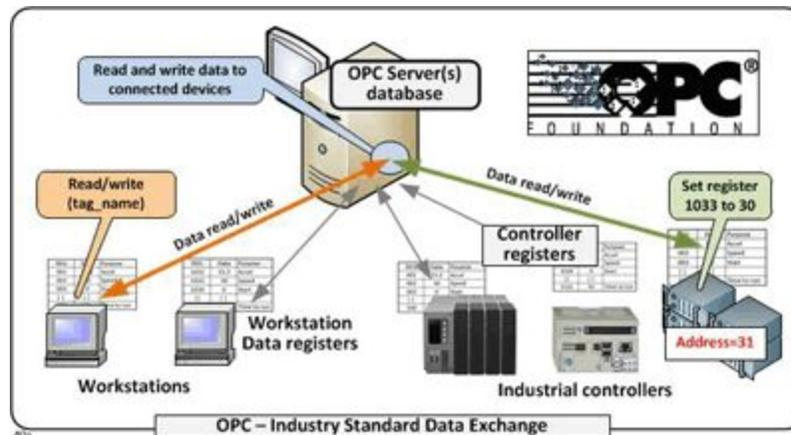 Read and write data to
connected devices
OPC Server(s)
database
OPC®
FOUNDATION
Read/write
(tag_name)
Data read/write
Data read/write
Set register
1033 to 30
Controller
registers
Workstation
Data registers
Address=31
Workstations
Industrial controllers
OPC – Industry Standard Data Exchange